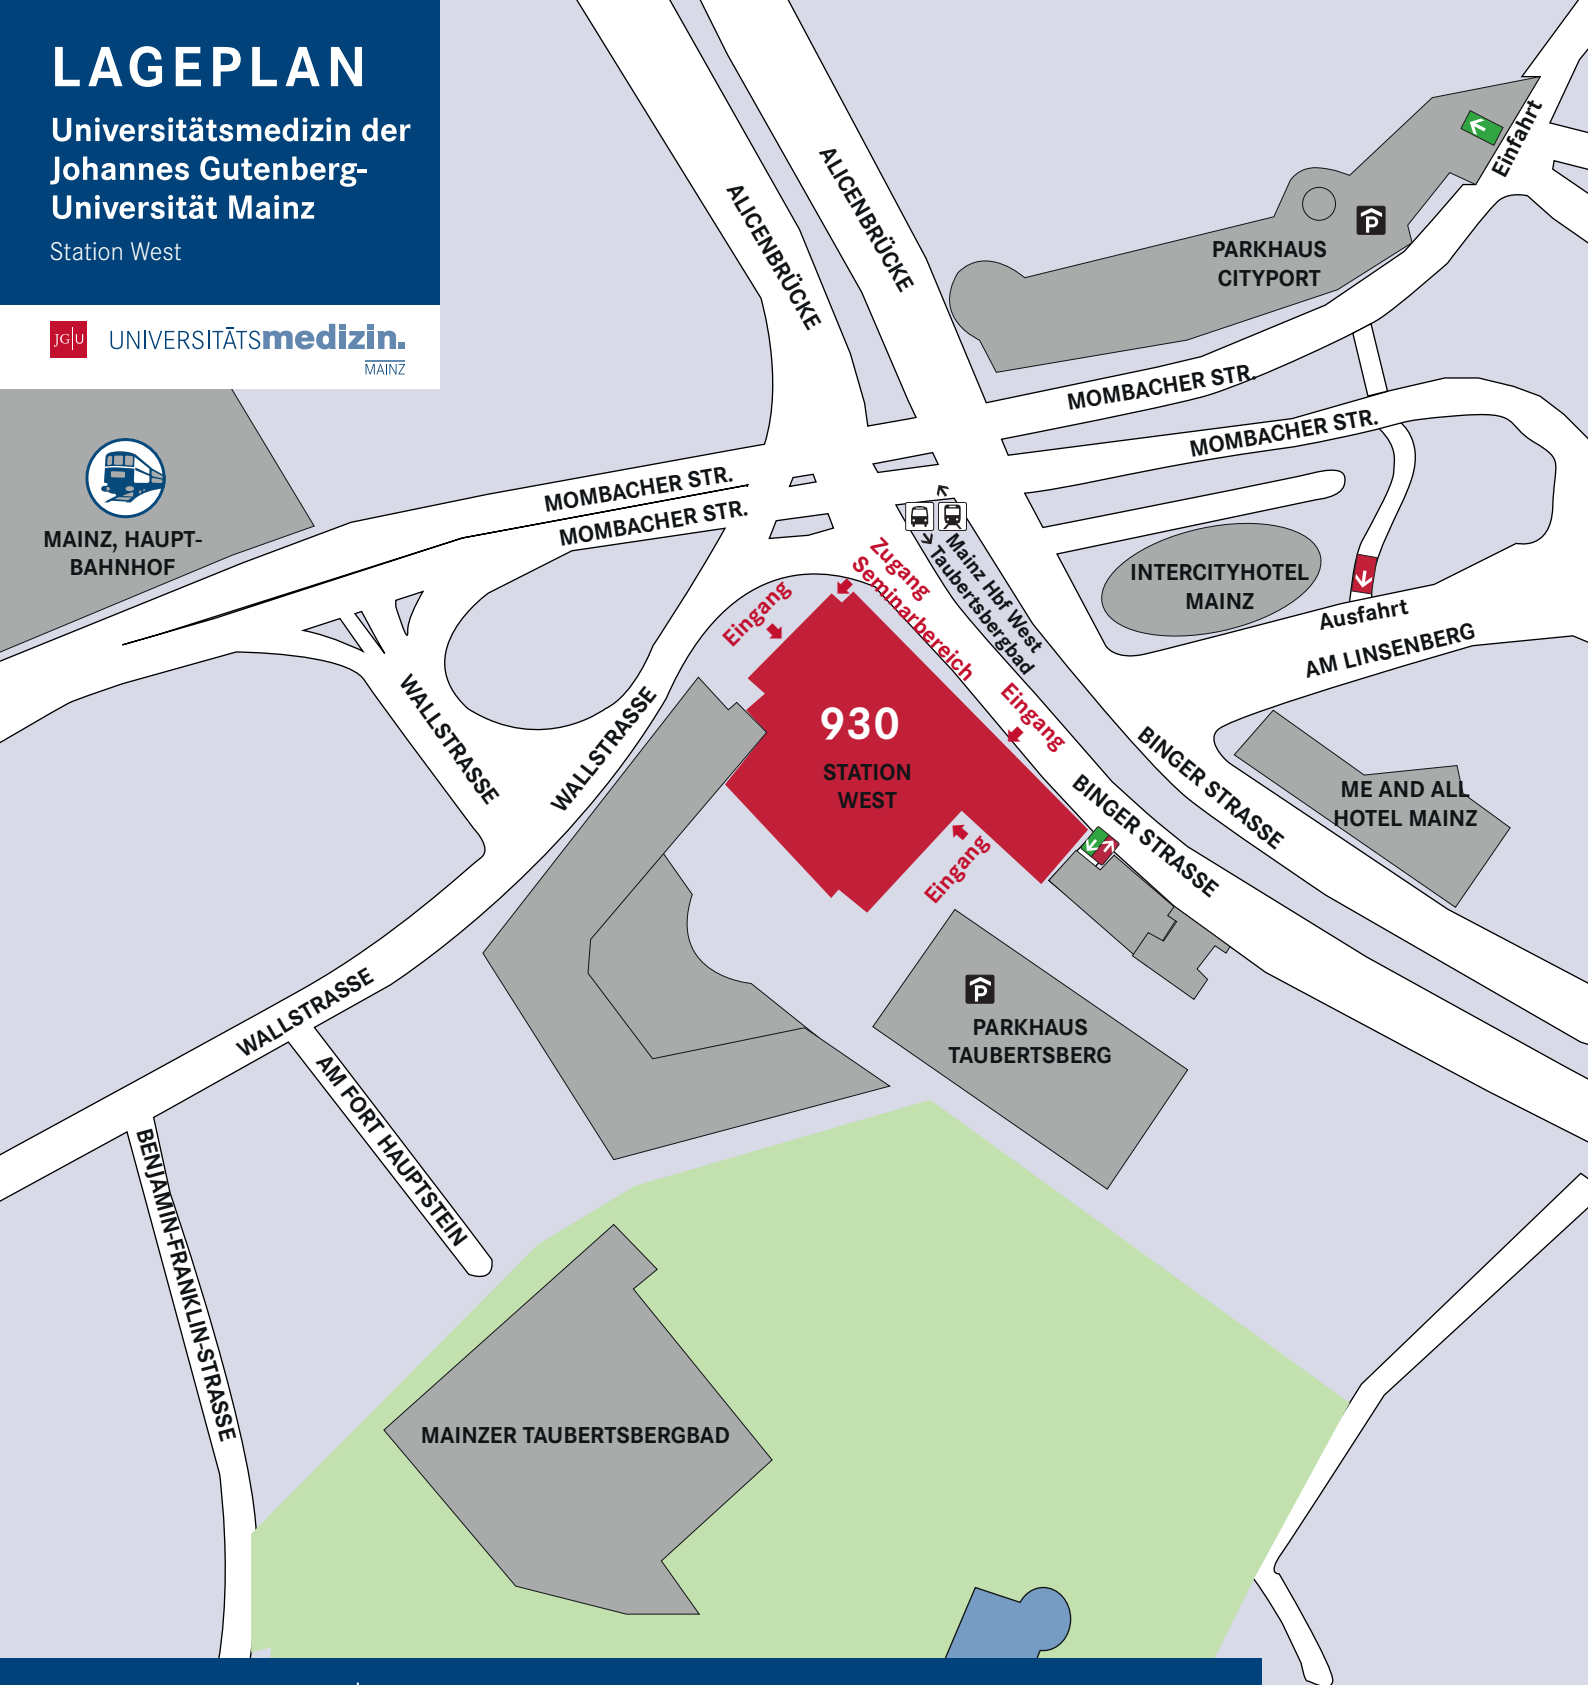 LAGEPLAN
Universitätsmedizin der
Johannes Gutenberg-
Universität Mainz
Station West
JG|U
UNIVERSITÄTSmedizin.
MAINZ
ALICENBRÜCKE
ALICENBRÜCKE
Einfahrt
P
PARKHAUS
CITYPORT
MOMBACHER STR.
MOMBACHER STR.
MOMBACHER STR.
MOMBACHER STR.
MAINZ, HAUPT-
BAHNHOF
Mainz Hbf West
Taubertsbergbad
Zugang
Seminarbereich
Eingang
INTERCITYHOTEL
MAINZ
Ausfahrt
AM LINSENBERG
WALLSTRASSE
WALLSTRASSE
930
STATION
WEST
Eingang
BINGER STRASSE
BINGER STRASSE
ME AND ALL
HOTEL MAINZ
Eingang
WALLSTRASSE
P
PARKHAUS
TAUBERTSBERG
AM FORT HAUPTSTEIN
BENJAMIN-FRANKLIN-STRASSE
MAINZER TAUBERTSBERGBAD